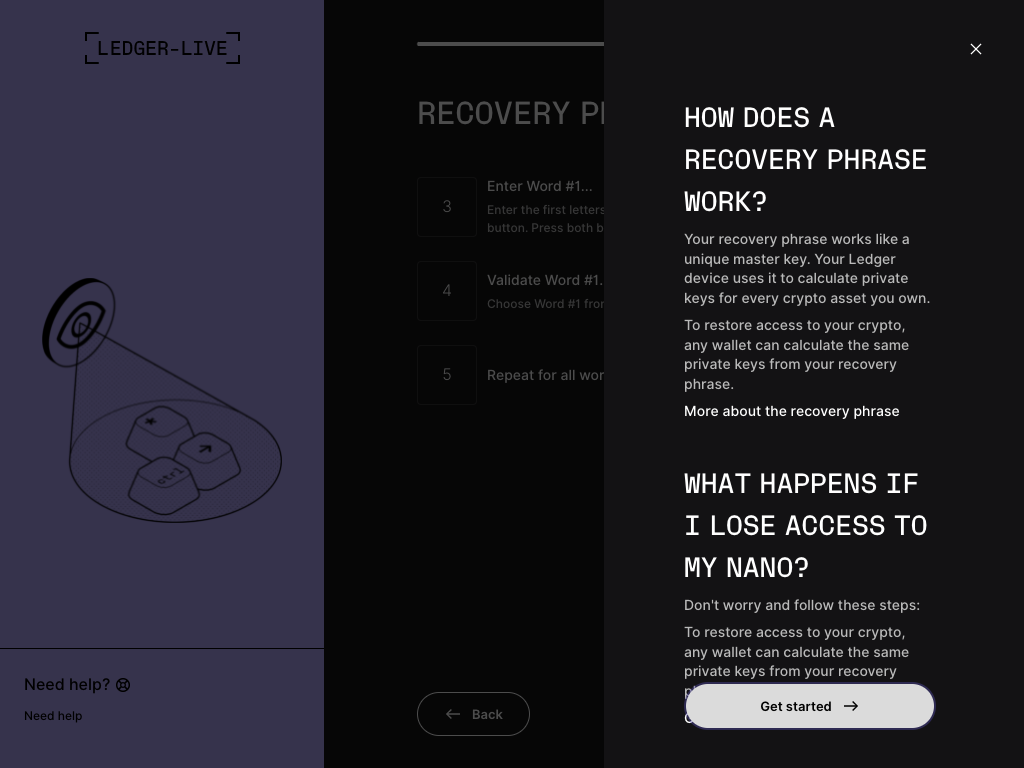 LEDGER-LIVE
ctrl
Need help?
Need help
RECOVERY
3
Enter Word #1...
Enter the first letters
button. Press both
4
Validate Word #1.
Choose Word #1
5
Repeat for all
Back
HOW DOES A
RECOVERY PHRASE
WORK?
Your recovery phrase works like a
unique master key. Your Ledger
device uses it to calculate private
keys for every crypto asset you own.
To restore access to your crypto,
any wallet can calculate the same
private keys from your recovery
phrase.
More about the recovery phrase
WHAT HAPPENS IF
I LOSE ACCESS TO
MY NANO?
Don't worry and follow these steps:
To restore access to your crypto,
any wallet can calculate the same
private keys from your recovery
Get started